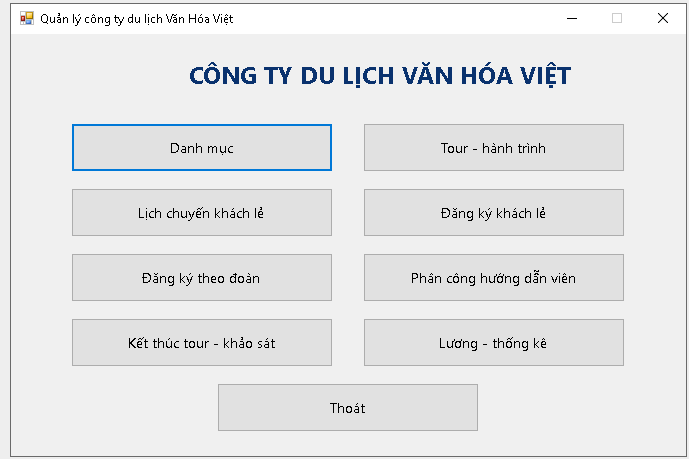 Quản lý công ty du lịch Văn Hóa Việt
CÔNG TY DU LỊCH VĂN HÓA VIỆT
Danh mục
Tour - hành trình
Lịch chuyến khách lẻ
Đăng ký khách lẻ
Đăng ký theo đoàn
Phân công hướng dẫn viên
Kết thúc tour - khảo sát
Lương - thống kê
Thoát